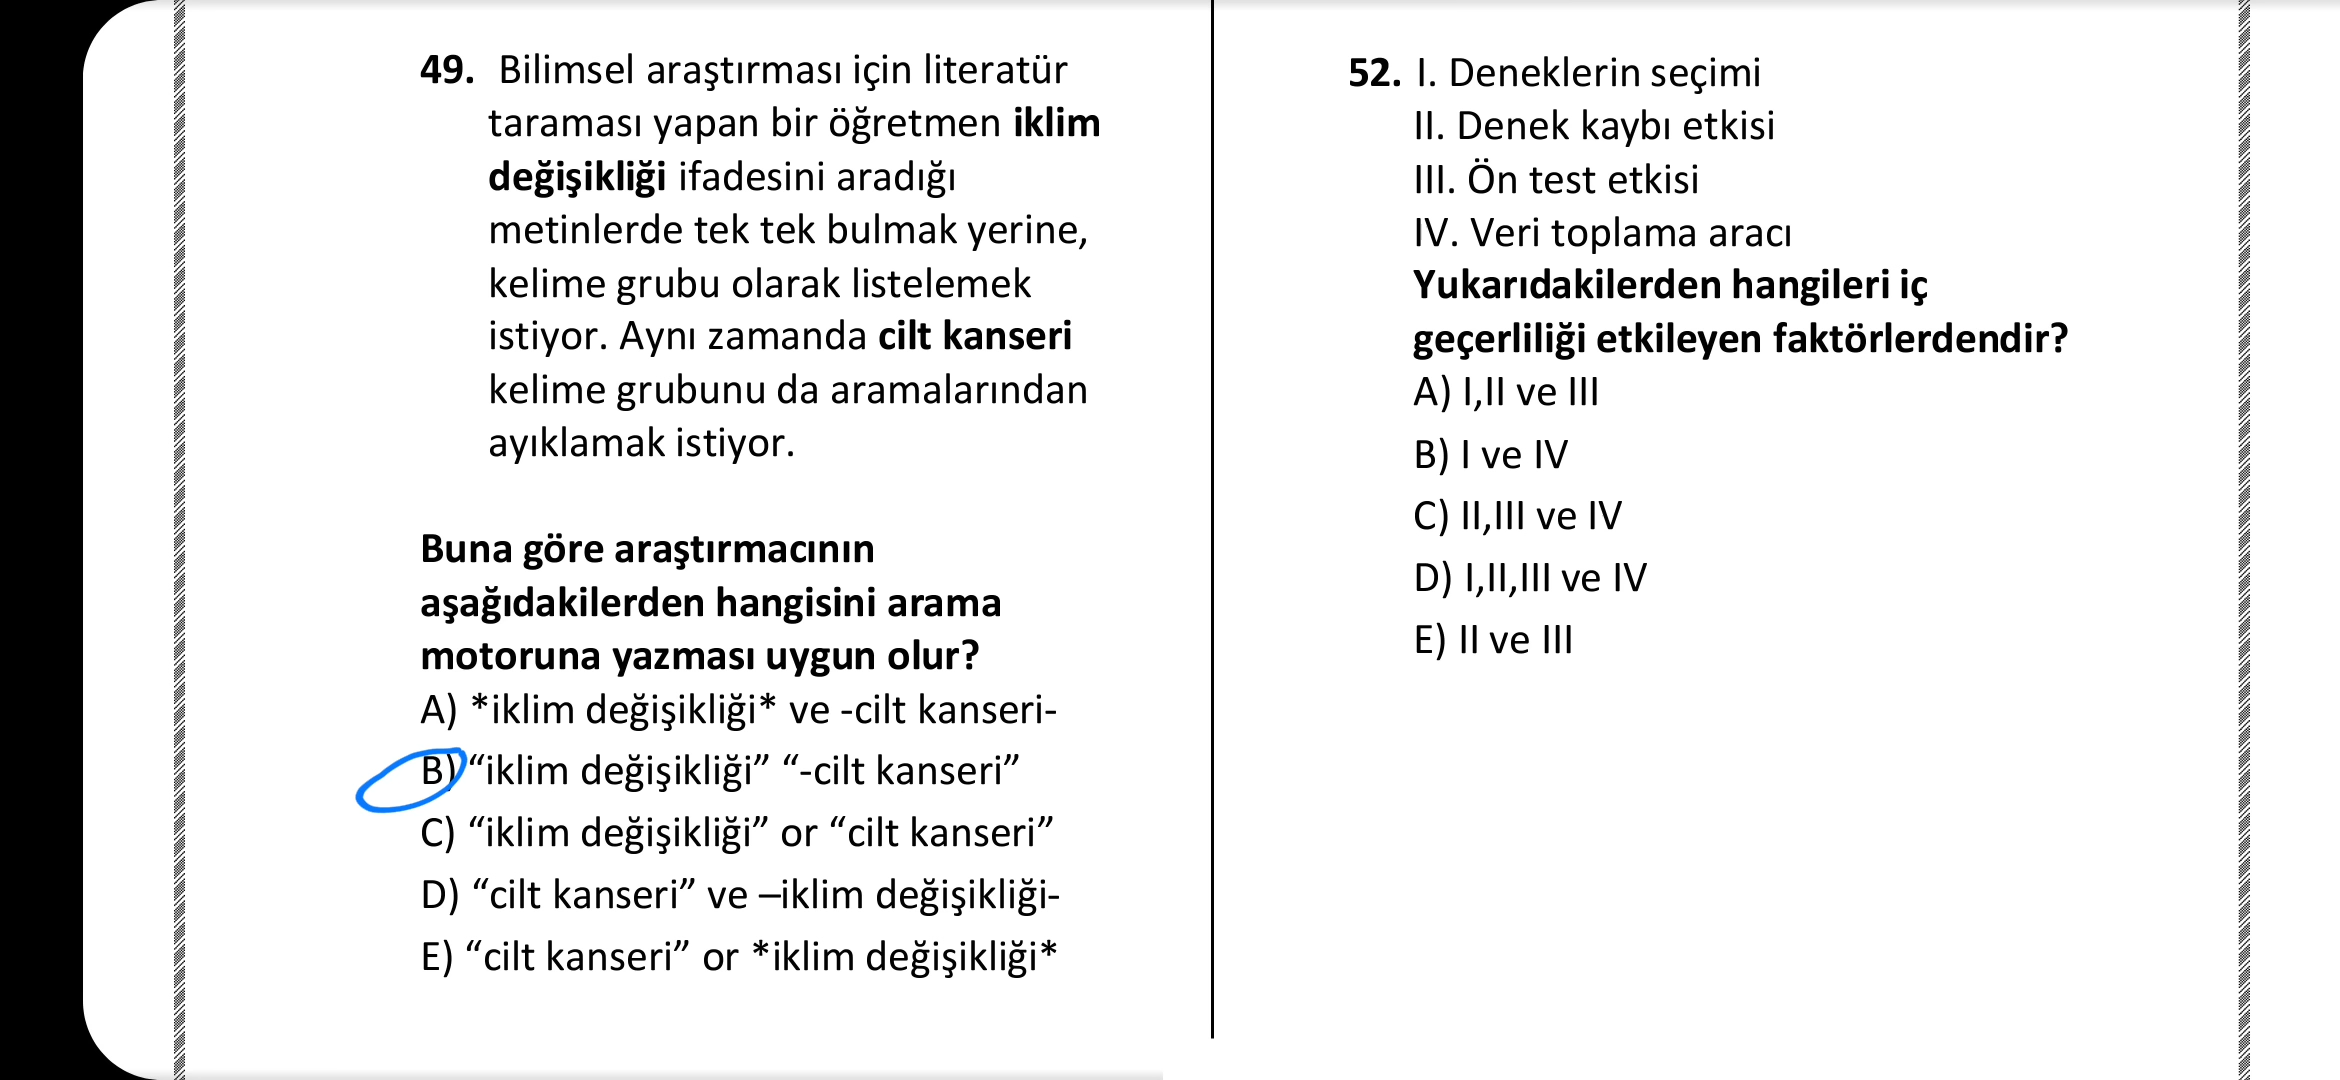 49. Bilimsel araştırması için literatür
taraması yapan bir öğretmen iklim
değişikliği ifadesini aradığı
metinlerde tek tek bulmak yerine,
kelime grubu olarak listelemek
istiyor. Aynı zamanda cilt kanseri
kelime grubunu da aramalarından
ayıklamak istiyor.
Buna göre araştırmacının
aşağıdakilerden hangisini arama
motoruna yazması uygun olur?
A) *iklim değişikliği* ve -cilt kanseri-
B) “iklim değişikliği” “-cilt kanseri”
C) “iklim değişikliği” or “cilt kanseri”
D) “cilt kanseri” ve –iklim değişikliği-
E) “cilt kanseri” or *iklim değişikliği*
52. I. Deneklerin seçimi
II. Denek kaybı etkisi
III. Ön test etkisi
IV. Veri toplama aracı
Yukarıdakilerden hangileri iç
geçerliliği etkileyen faktörlerdendir?
A) I,II ve III
B) I ve IV
C) II,III ve IV
D) I,II,III ve IV
E) II ve III